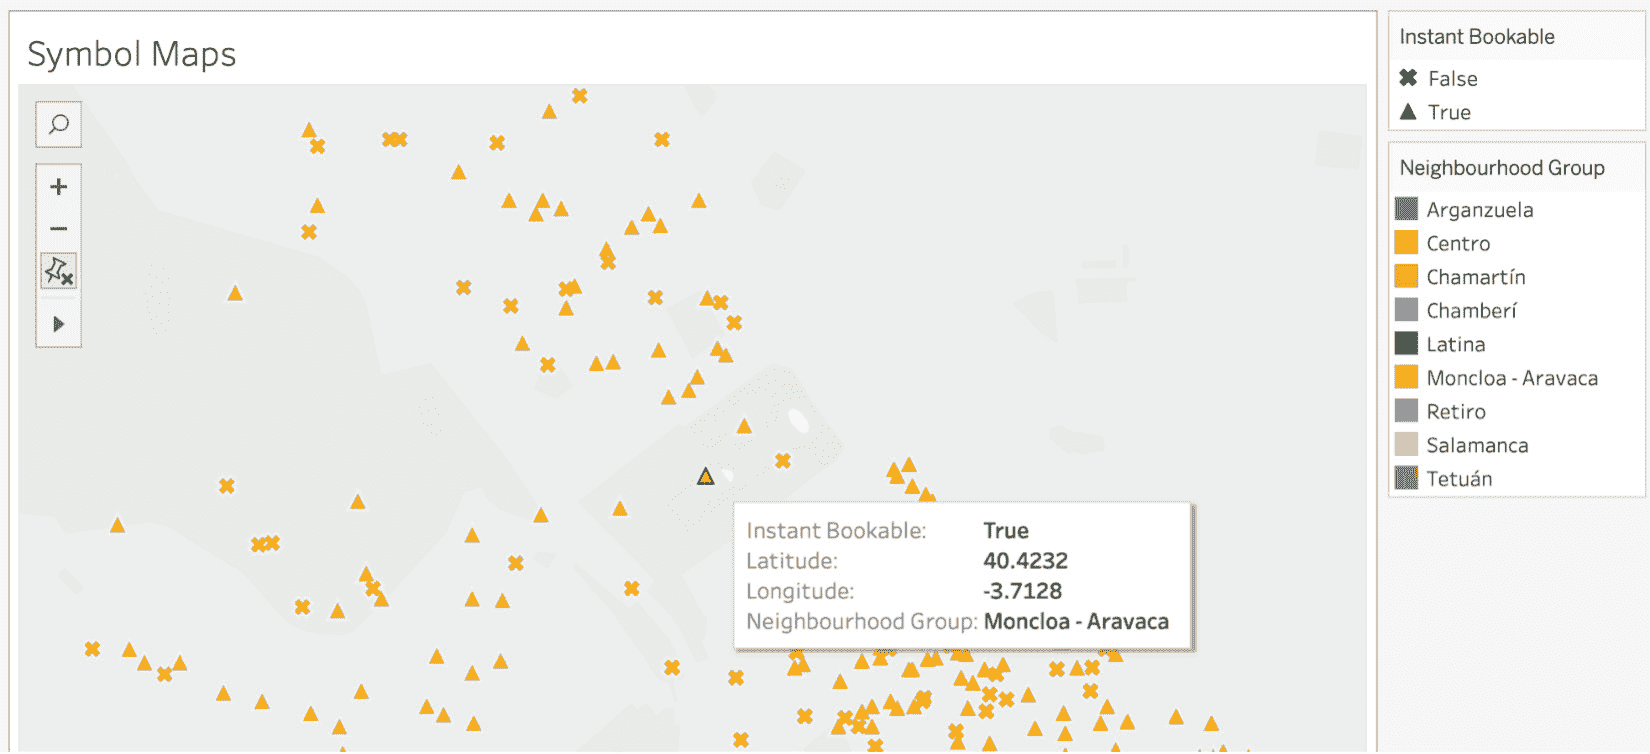 Symbol Maps
Instant Bookable: True
Latitude: 40.4232
Longitude: -3.7128
Neighbourhood Group: Moncloa - Aravaca
Instant Bookable
False
True
Neighbourhood Group
Arganzuela
Centro
Chamartín
Chamberí
Latina
Moncloa - Aravaca
Retiro
Salamanca
Tetuán